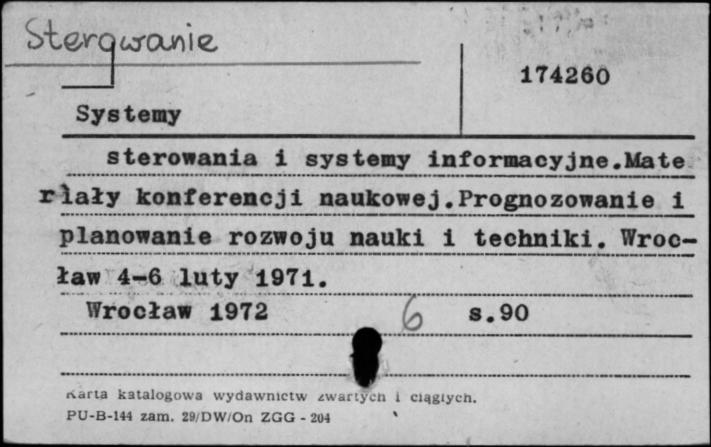 Sterowanie
174260
Systemy
sterowania i systemy informacyjne.Mate
riały konferencji naukowej.Prognozowanie i
planowanie rozwoju nauki i techniki. Wroc-
ław 4-6 luty 1971.
Wrocław 1972 6 s.90
Karta katalogowa wydawnictw zwartych i ciągłych.
PU-B-144 zam. 29/DW/On ZGG - 204